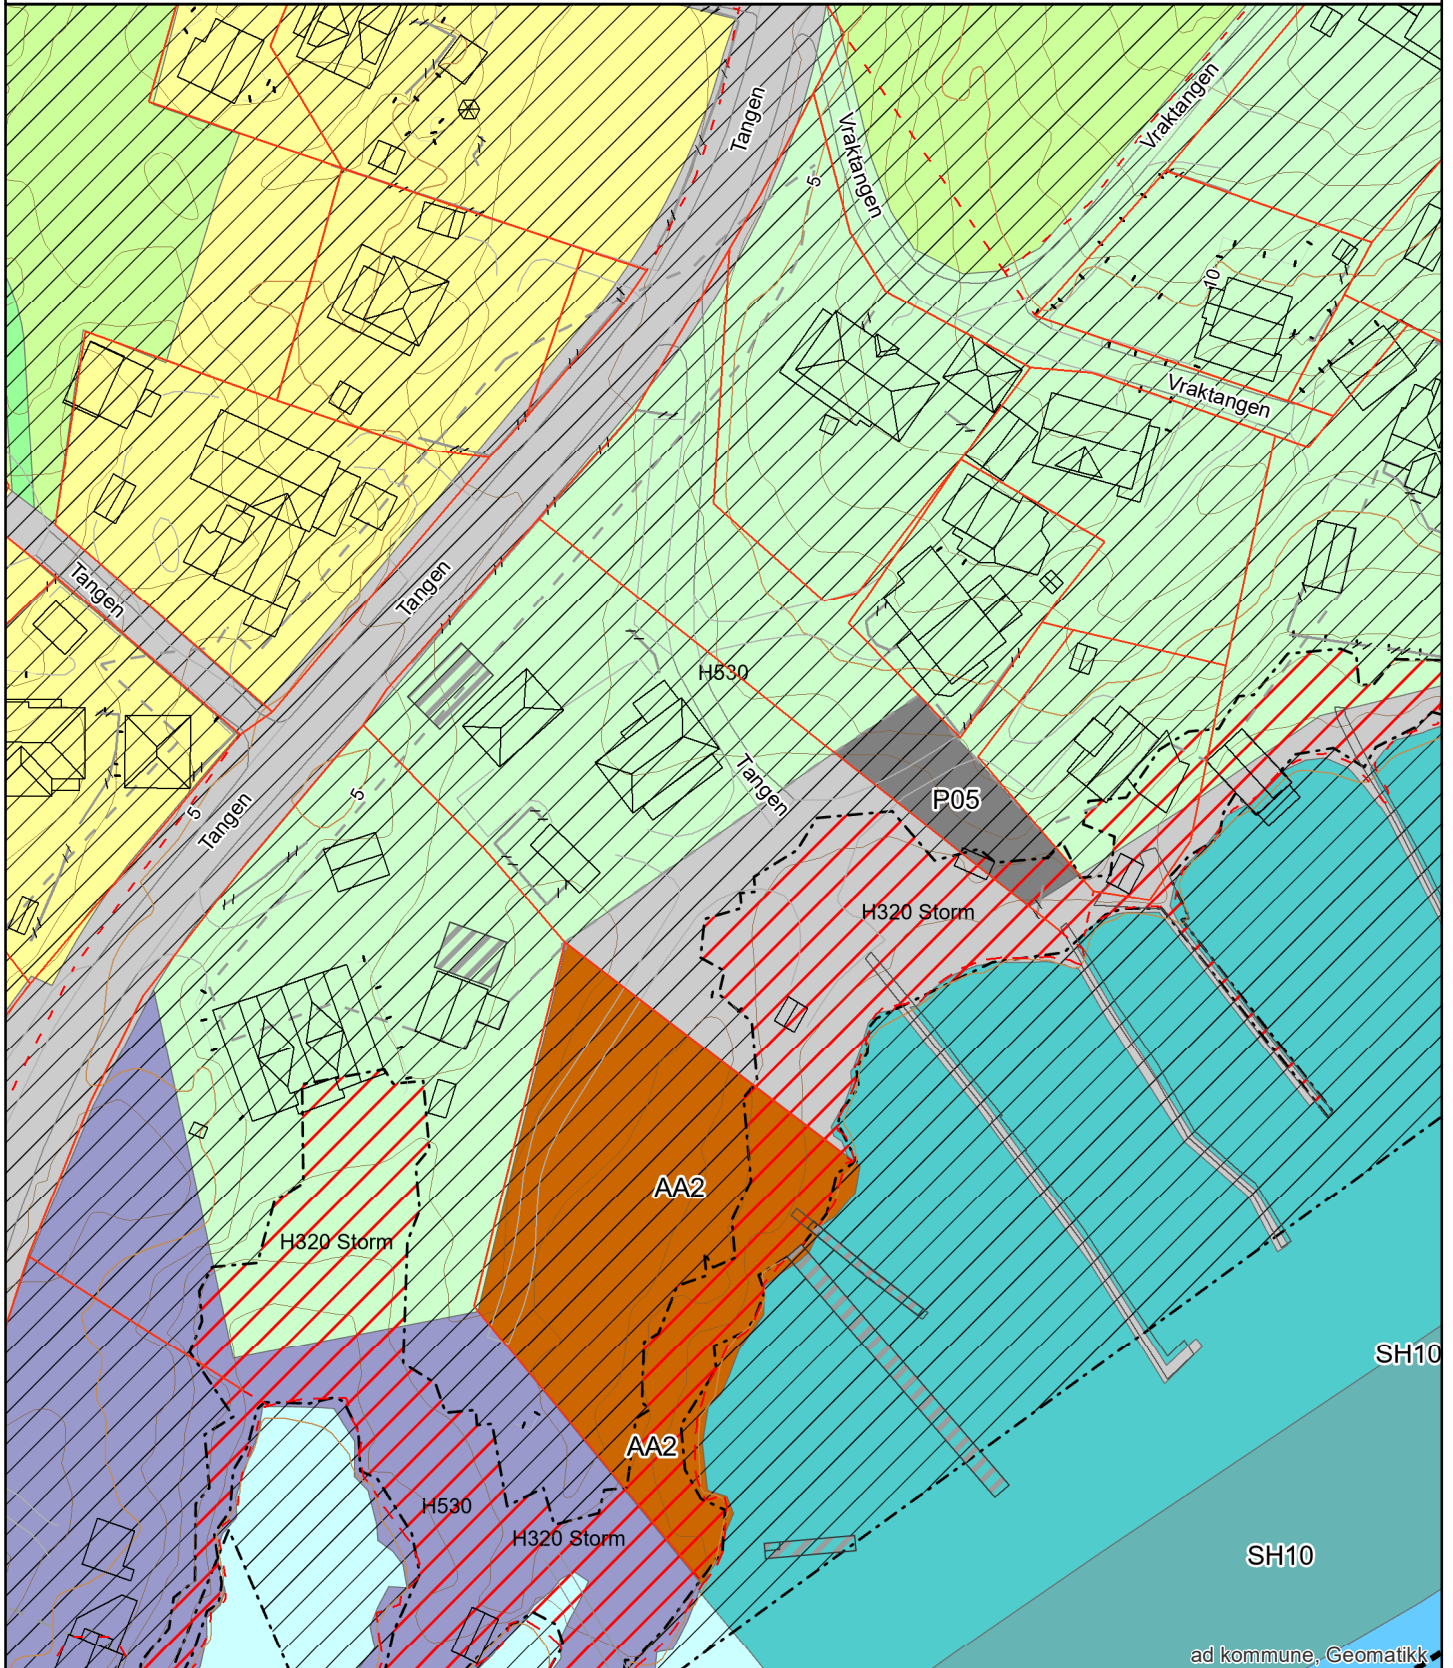 Tangen
Vraktangen
Vraktangen
5
10
Vraktangen
Tangen
Tangen
H530
Tangen
P05
5
5
Tangen
H320 Storm
AA2
H320 Storm
SH10
AA2
H530
H320 Storm
SH10
ad kommune, Geomatikk